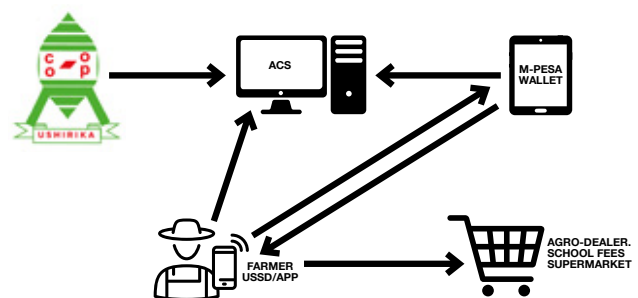 co op
USHIRIKA
ACS
M-PESA
WALLET
FARMER
USSD/APP
AGRO-DEALER.
SCHOOL FEES
SUPERMARKET